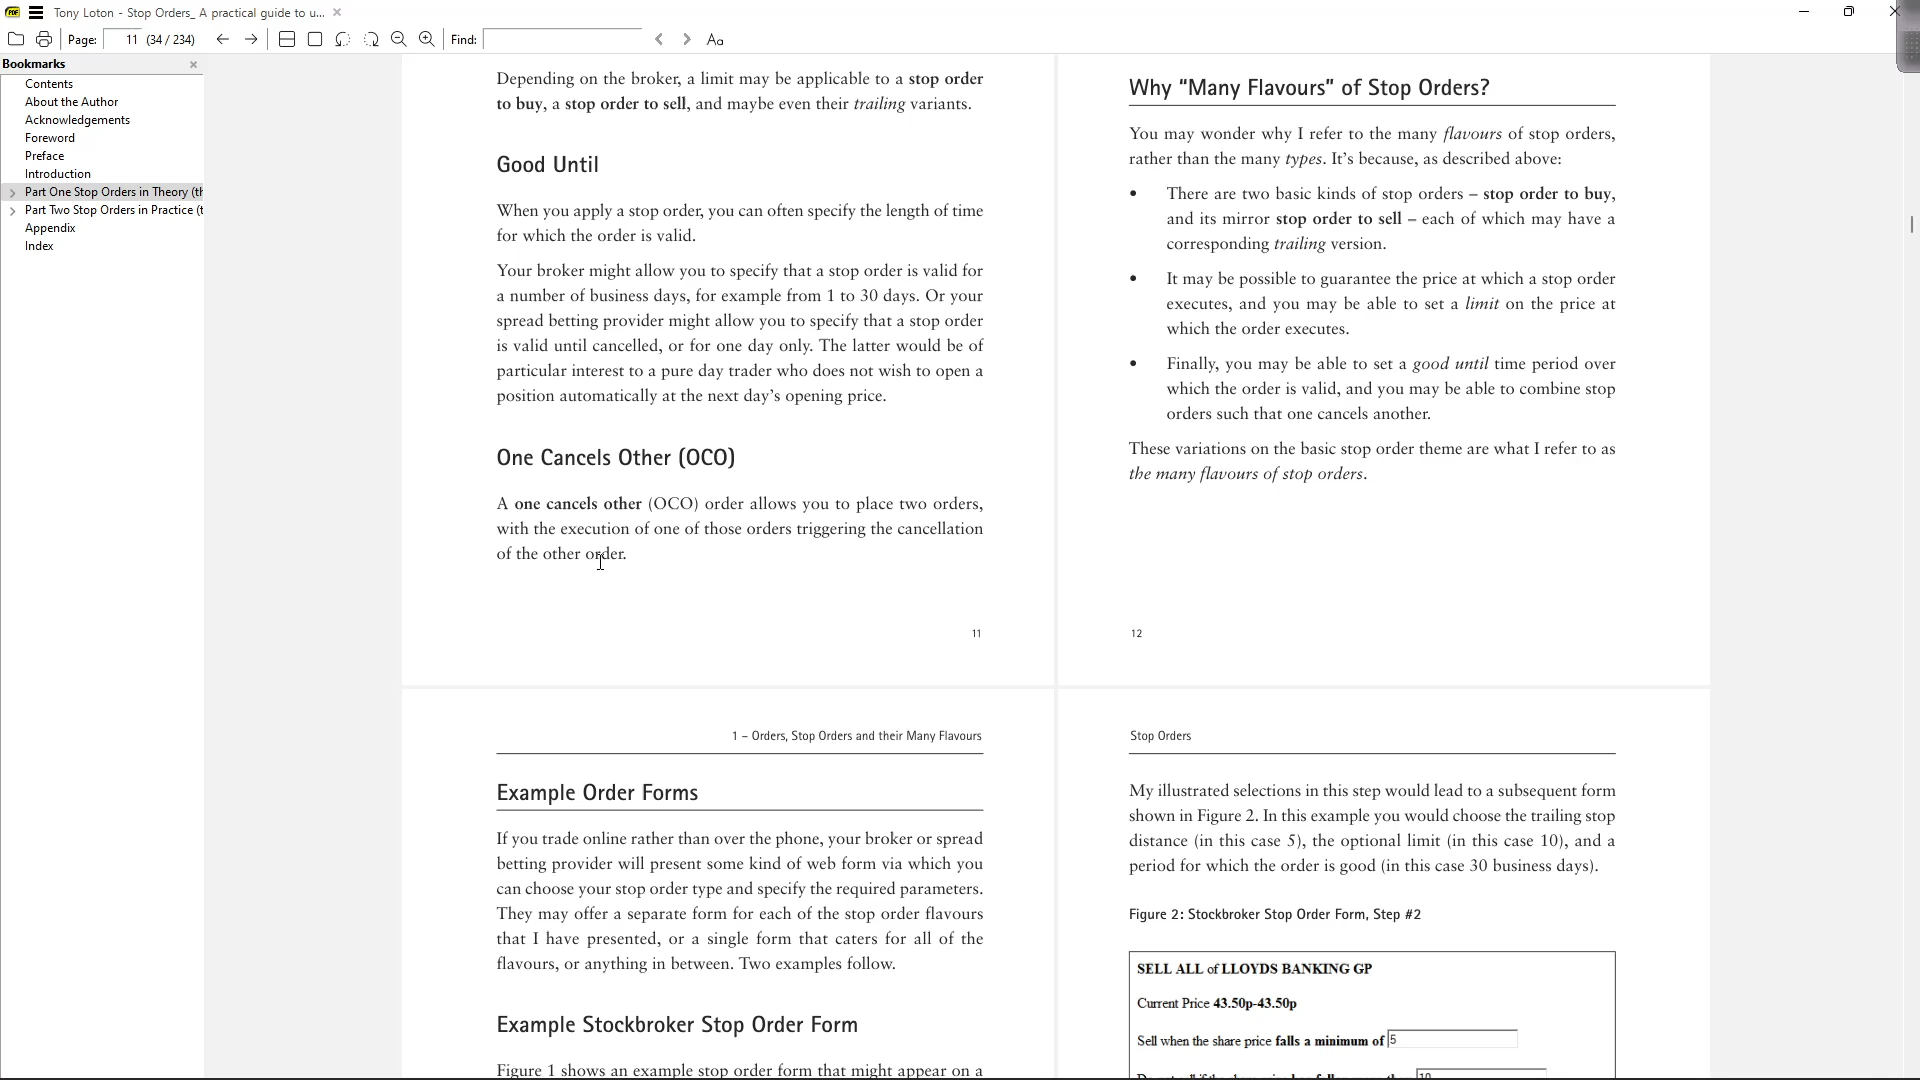 Tony Loton - Stop Orders_ A practical guide to u...
Page: 11 (34 / 234)
Find:
Aa
Bookmarks
Contents
About the Author
Acknowledgements
Foreword
Preface
Introduction
Part One Stop Orders in Theory (th
Part Two Stop Orders in Practice (t
Appendix
Index
Depending on the broker, a limit may be applicable to a stop order
to buy, a stop order to sell, and maybe even their trailing variants.
Good Until
When you apply a stop order, you can often specify the length of time
for which the order is valid.
Your broker might allow you to specify that a stop order is valid for
a number of business days, for example from 1 to 30 days. Or your
spread betting provider might allow you to specify that a stop order
is valid until cancelled, or for one day only. The latter would be of
particular interest to a pure day trader who does not wish to open a
position automatically at the next day's opening price.
One Cancels Other (OCO)
A one cancels other (OCO) order allows you to place two orders,
with the execution of one of those orders triggering the cancellation
of the other order.
11
Why “Many Flavours” of Stop Orders?
You may wonder why I refer to the many flavours of stop orders,
rather than the many types. It's because, as described above:
• There are two basic kinds of stop orders – stop order to buy,
and its mirror stop order to sell – each of which may have a
corresponding trailing version.
• It may be possible to guarantee the price at which a stop order
executes, and you may be able to set a limit on the price at
which the order executes.
• Finally, you may be able to set a good until time period over
which the order is valid, and you may be able to combine stop
orders such that one cancels another.
These variations on the basic stop order theme are what I refer to as
the many flavours of stop orders.
12
1 – Orders, Stop Orders and their Many Flavours
Example Order Forms
If you trade online rather than over the phone, your broker or spread
betting provider will present some kind of web form via which you
can choose your stop order type and specify the required parameters.
They may offer a separate form for each of the stop order flavours
that I have presented, or a single form that caters for all of the
flavours, or anything in between. Two examples follow.
Example Stockbroker Stop Order Form
Figure 1 shows an example stop order form that might appear on a
Stop Orders
My illustrated selections in this step would lead to a subsequent form
shown in Figure 2. In this example you would choose the trailing stop
distance (in this case 5), the optional limit (in this case 10), and a
period for which the order is good (in this case 30 business days).
Figure 2: Stockbroker Stop Order Form, Step #2
SELL ALL of LLOYDS BANKING GP
Current Price 43.50p-43.50p
Sell when the share price falls a minimum of 5
10